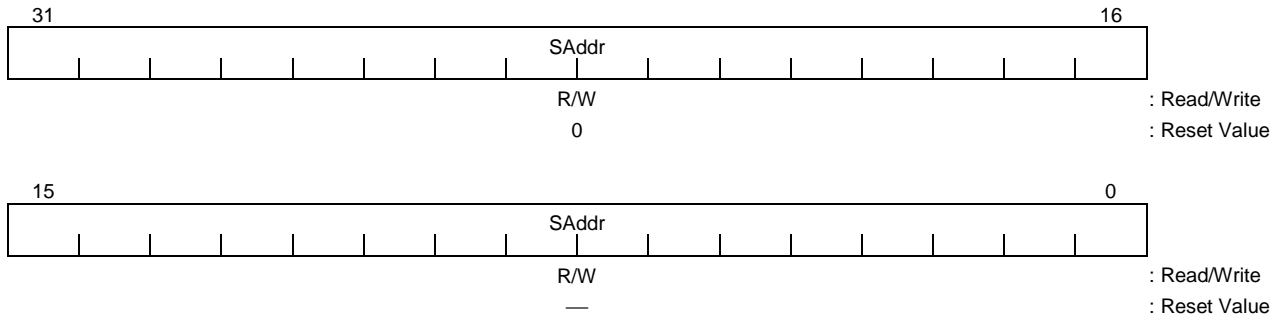 31 16
SAddr
R/W : Read/Write
0 : Reset Value
15 0
SAddr
R/W : Read/Write
— : Reset Value